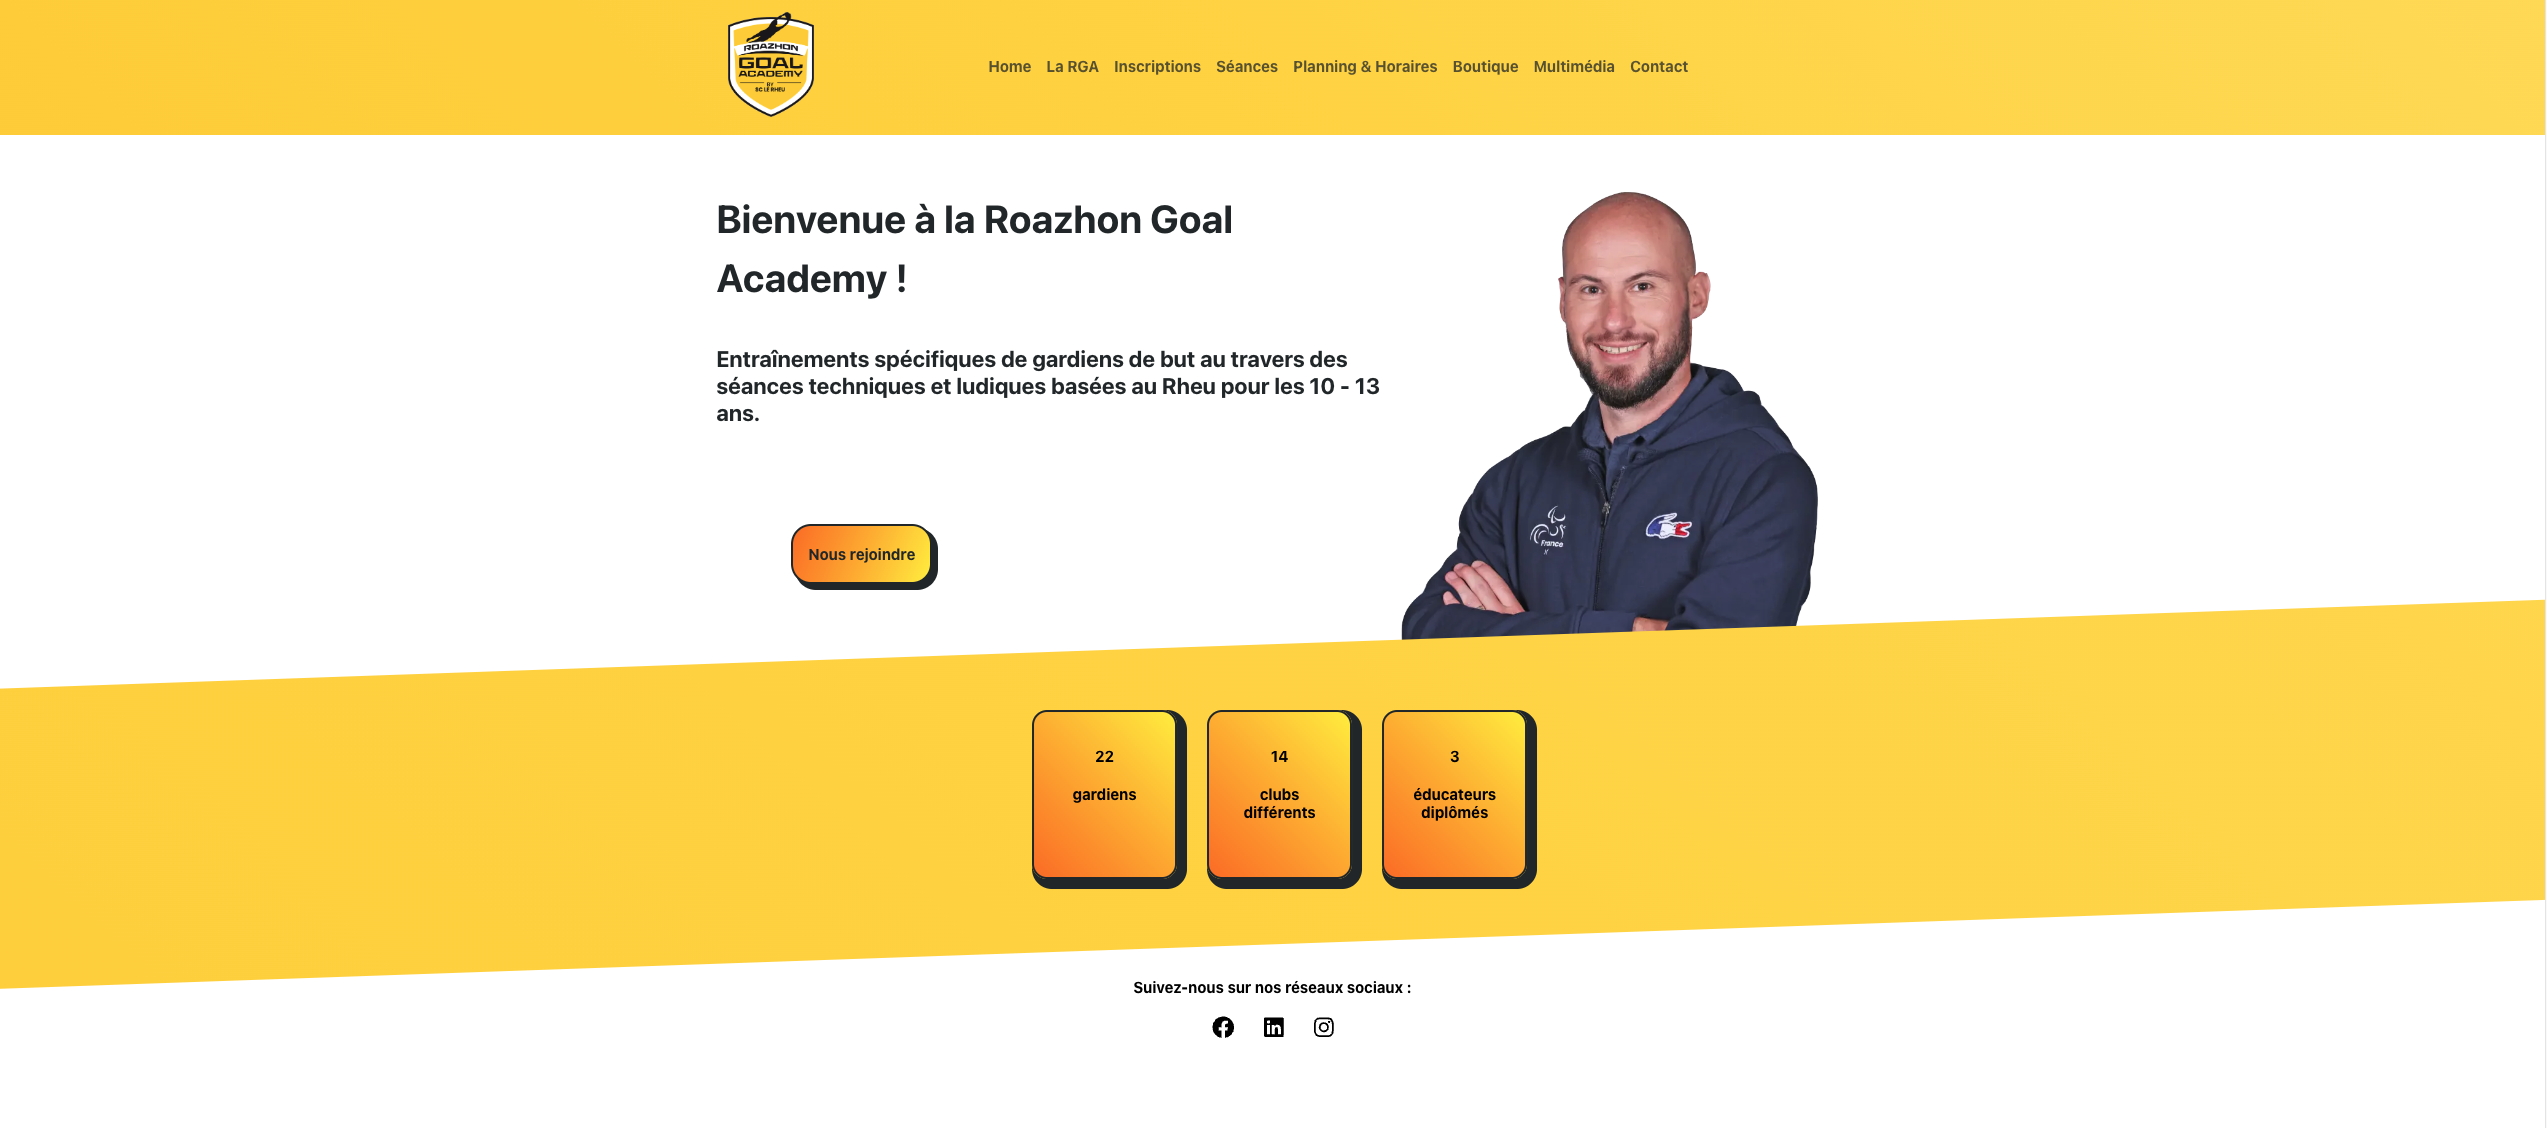 ROAZHON
GOAL
ACADEMY
BY
SC LE RHEU
Home La RGA Inscriptions Séances Planning & Horaires Boutique Multimédia Contact
Bienvenue à la Roazhon Goal
Academy !
Entraînements spécifiques de gardiens de but au travers des
séances techniques et ludiques basées au Rheu pour les 10 - 13
ans.
France
Nous rejoindre
22
gardiens
14
clubs
différents
3
éducateurs
diplômés
Suivez-nous sur nos réseaux sociaux :